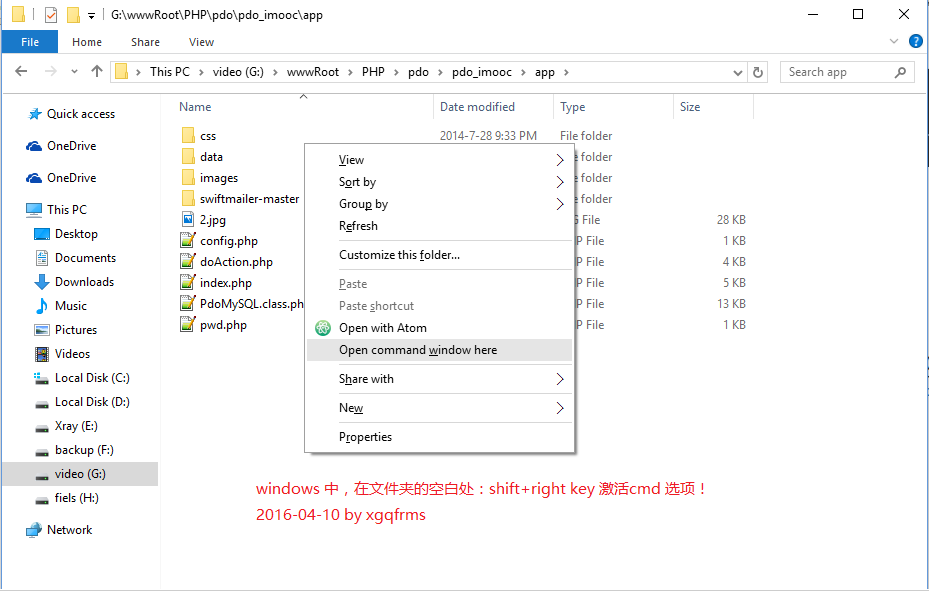 G:\wwwRoot\PHP\pdo\pdo_imooc\app
File Home Share View
This PC video (G:) wwwRoot PHP pdo pdo_imooc app Search app
Name Date modified Type Size
Quick access
OneDrive
OneDrive
This PC
Desktop
Documents
Downloads
Music
Pictures
Videos
Local Disk (C:)
Local Disk (D:)
Xray (E:)
backup (F:)
video (G:)
fiels (H:)
Network
css 2014-7-28 9:33 PM File folder
data e folder
images e folder
swiftmailer-master e folder
2.jpg G File 28 KB
config.php P File 1 KB
doAction.php P File 4 KB
index.php P File 5 KB
PdoMySQL.class.ph P File 13 KB
pwd.php P File 1 KB
View
Sort by
Group by
Refresh
Customize this folder...
Paste
Paste shortcut
Open with Atom
Open command window here
Share with
New
Properties
windows 中，在文件夹的空白处：shift+right key 激活cmd 选项！
2016-04-10 by xgqfrms